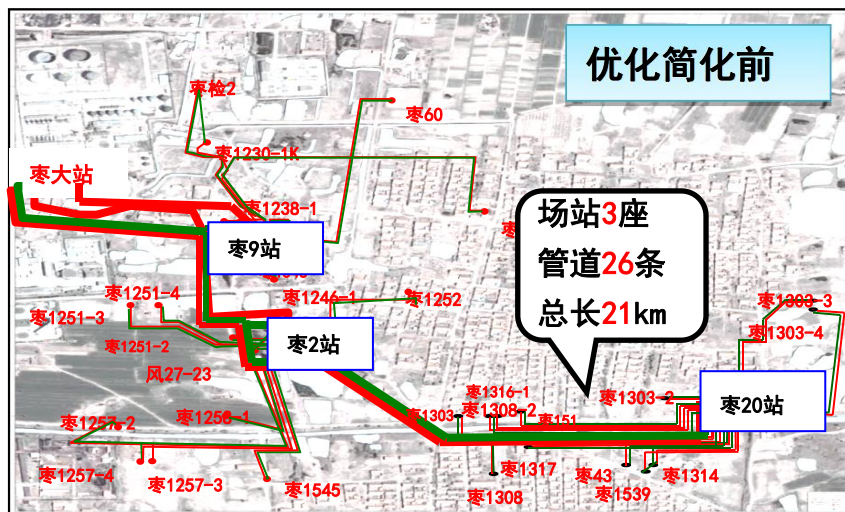 优化简化前
枣检2
枣60
枣1230-1K
枣大站
枣1238-1
枣9站
场站3座
管道26条
总长21km
枣1251-4
枣1246-1
枣1252
枣1303-3
枣1251-3
枣1303-4
枣1251-2
枣2站
风27-23
枣1316-1
枣1303-2
枣20站
枣1257-2
枣1258-1
枣1303
枣1308-2
枣151
枣1257-4
枣1257-3
枣1545
枣1317
枣43
枣1314
枣1308
枣1539